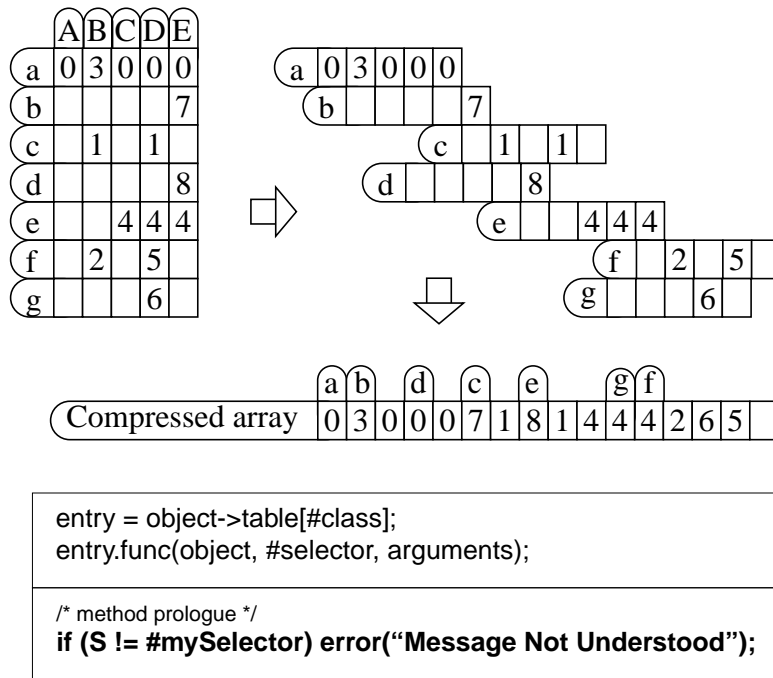 A B C D E
a 0 3 0 0 0 a 0 3 0 0 0
b 7 b 7
c 1 1 c 1 1
d 8 d 8
e 4 4 4 e 4 4 4
f 2 5 f 2 5
g 6 g 6
a b d c e g f
Compressed array 0 3 0 0 0 7 1 8 1 4 4 4 2 6 5
entry = object->table[#class];
entry.func(object, #selector, arguments);
/* method prologue */
if (S != #mySelector) error(“Message Not Understood”);